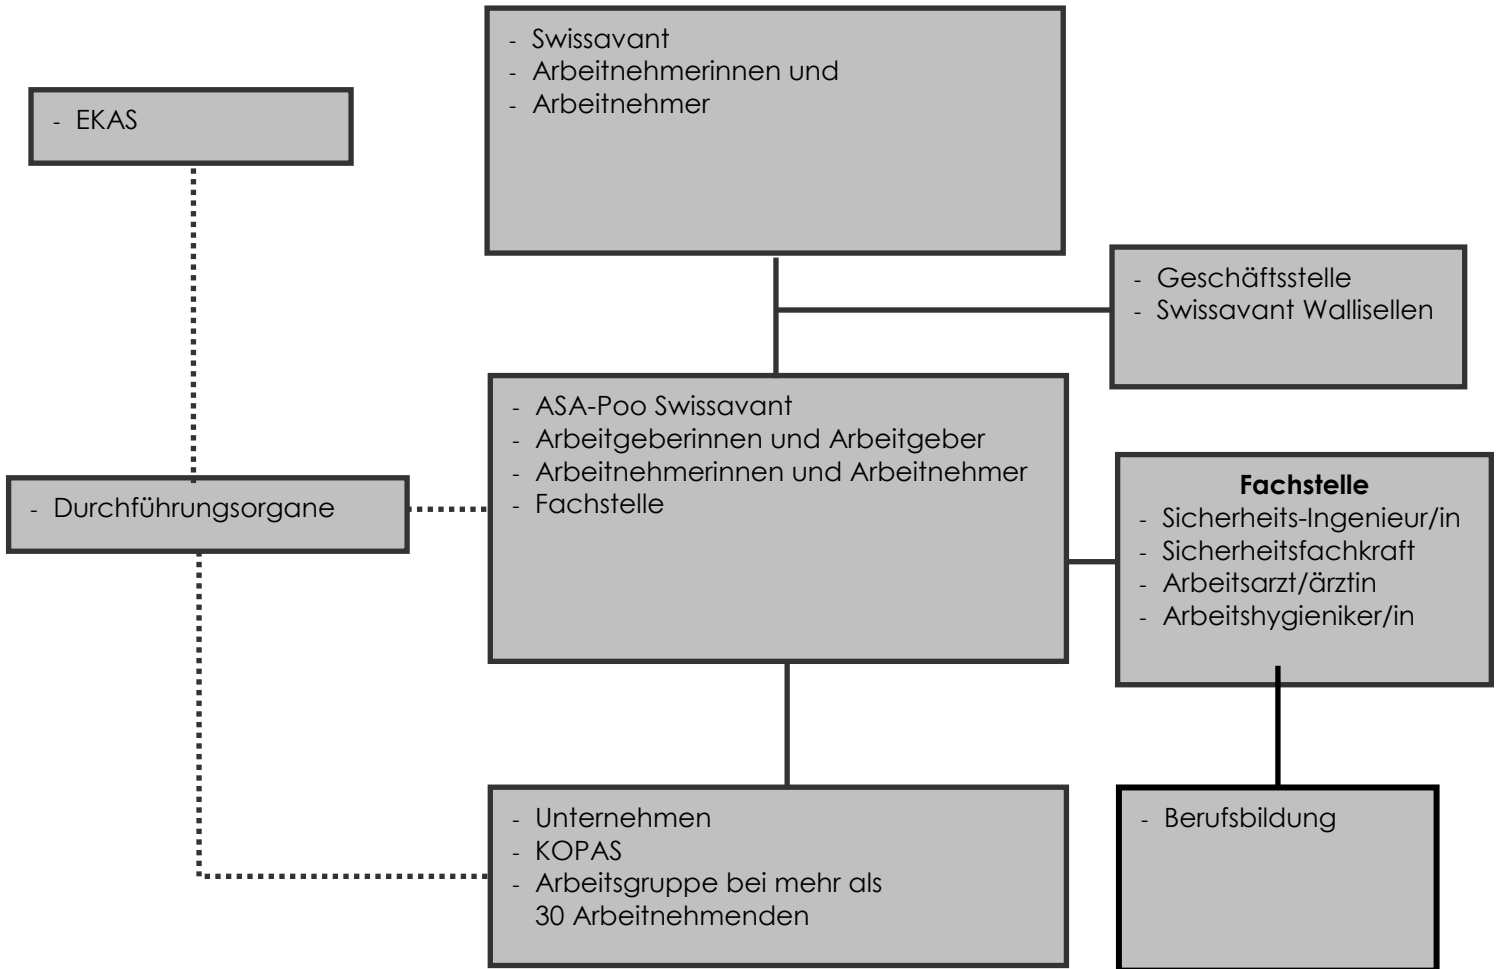 - Swissavant
- Arbeitnehmerinnen und
- Arbeitnehmer
- EKAS
- Geschäftsstelle
- Swissavant Wallisellen
- ASA-Poo Swissavant
- Arbeitgeberinnen und Arbeitgeber
- Arbeitnehmerinnen und Arbeitnehmer
- Fachstelle
- Durchführungsorgane
Fachstelle
- Sicherheits-Ingenieur/in
- Sicherheitsfachkraft
- Arbeitsarzt/ärztin
- Arbeitshygieniker/in
- Unternehmen
- KOPAS
- Arbeitsgruppe bei mehr als
30 Arbeitnehmenden
- Berufsbildung